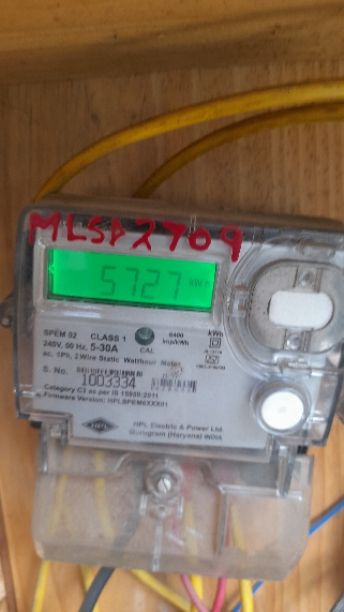 MLSP2709
5727 kWh
SPEM 02 CLASS 1 6400 kWh
240V, 50 Hz, 5-30A imp/kWh
CAL
ac, 1Ph, 2 Wire Static Watthour Meter
S. No.
1003334
Category C2 as per IS 15959:2011
Firmware Version:
HPL
HPL Electric & Power Ltd.
Gurugram (Haryana) INDIA